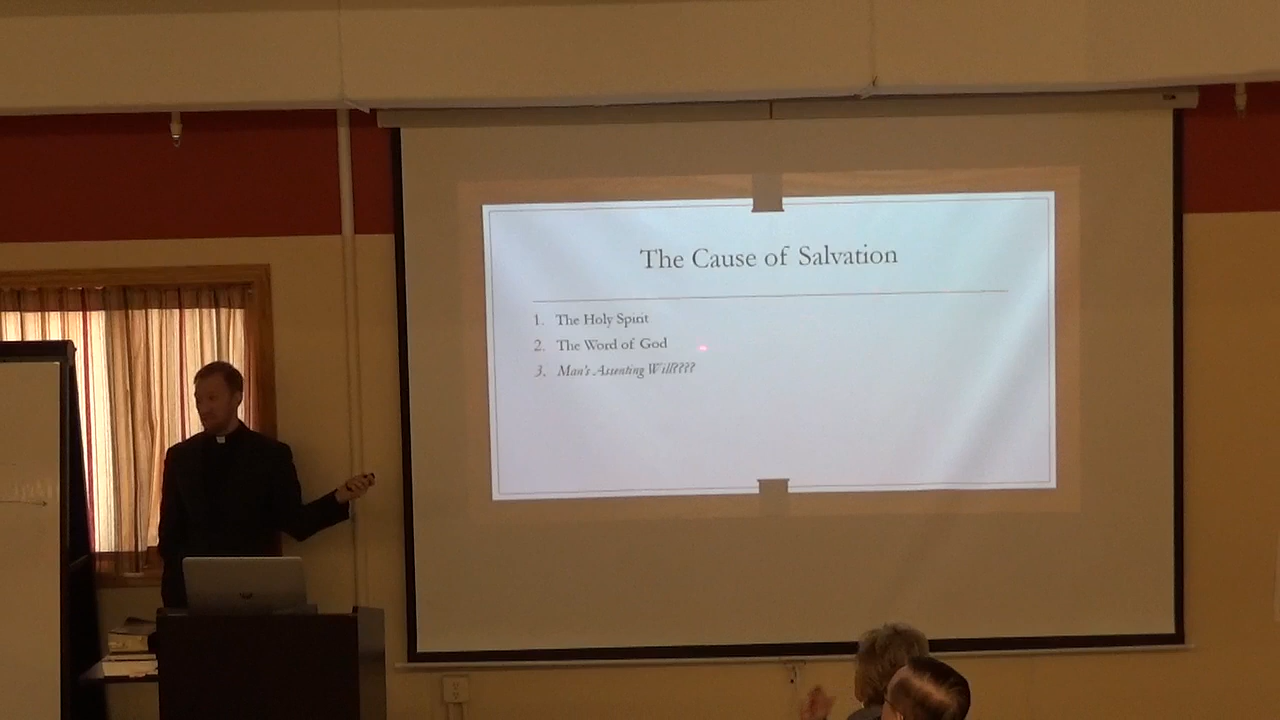 The Cause of Salvation
1. The Holy Spirit
2. The Word of God
3. Man's Assenting Will????